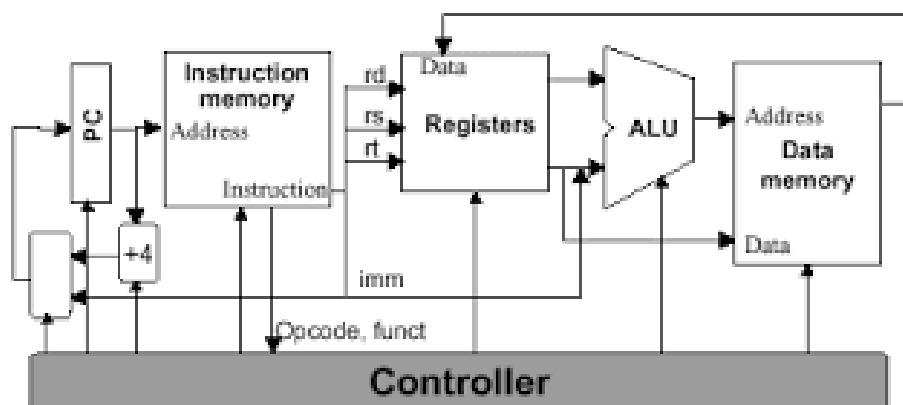 PC
+4
Instruction
memory
Address
Instruction
rd
rs
rt
imm
Opcode, funct
Data
Registers
ALU
Address
Data
memory
Data
Controller